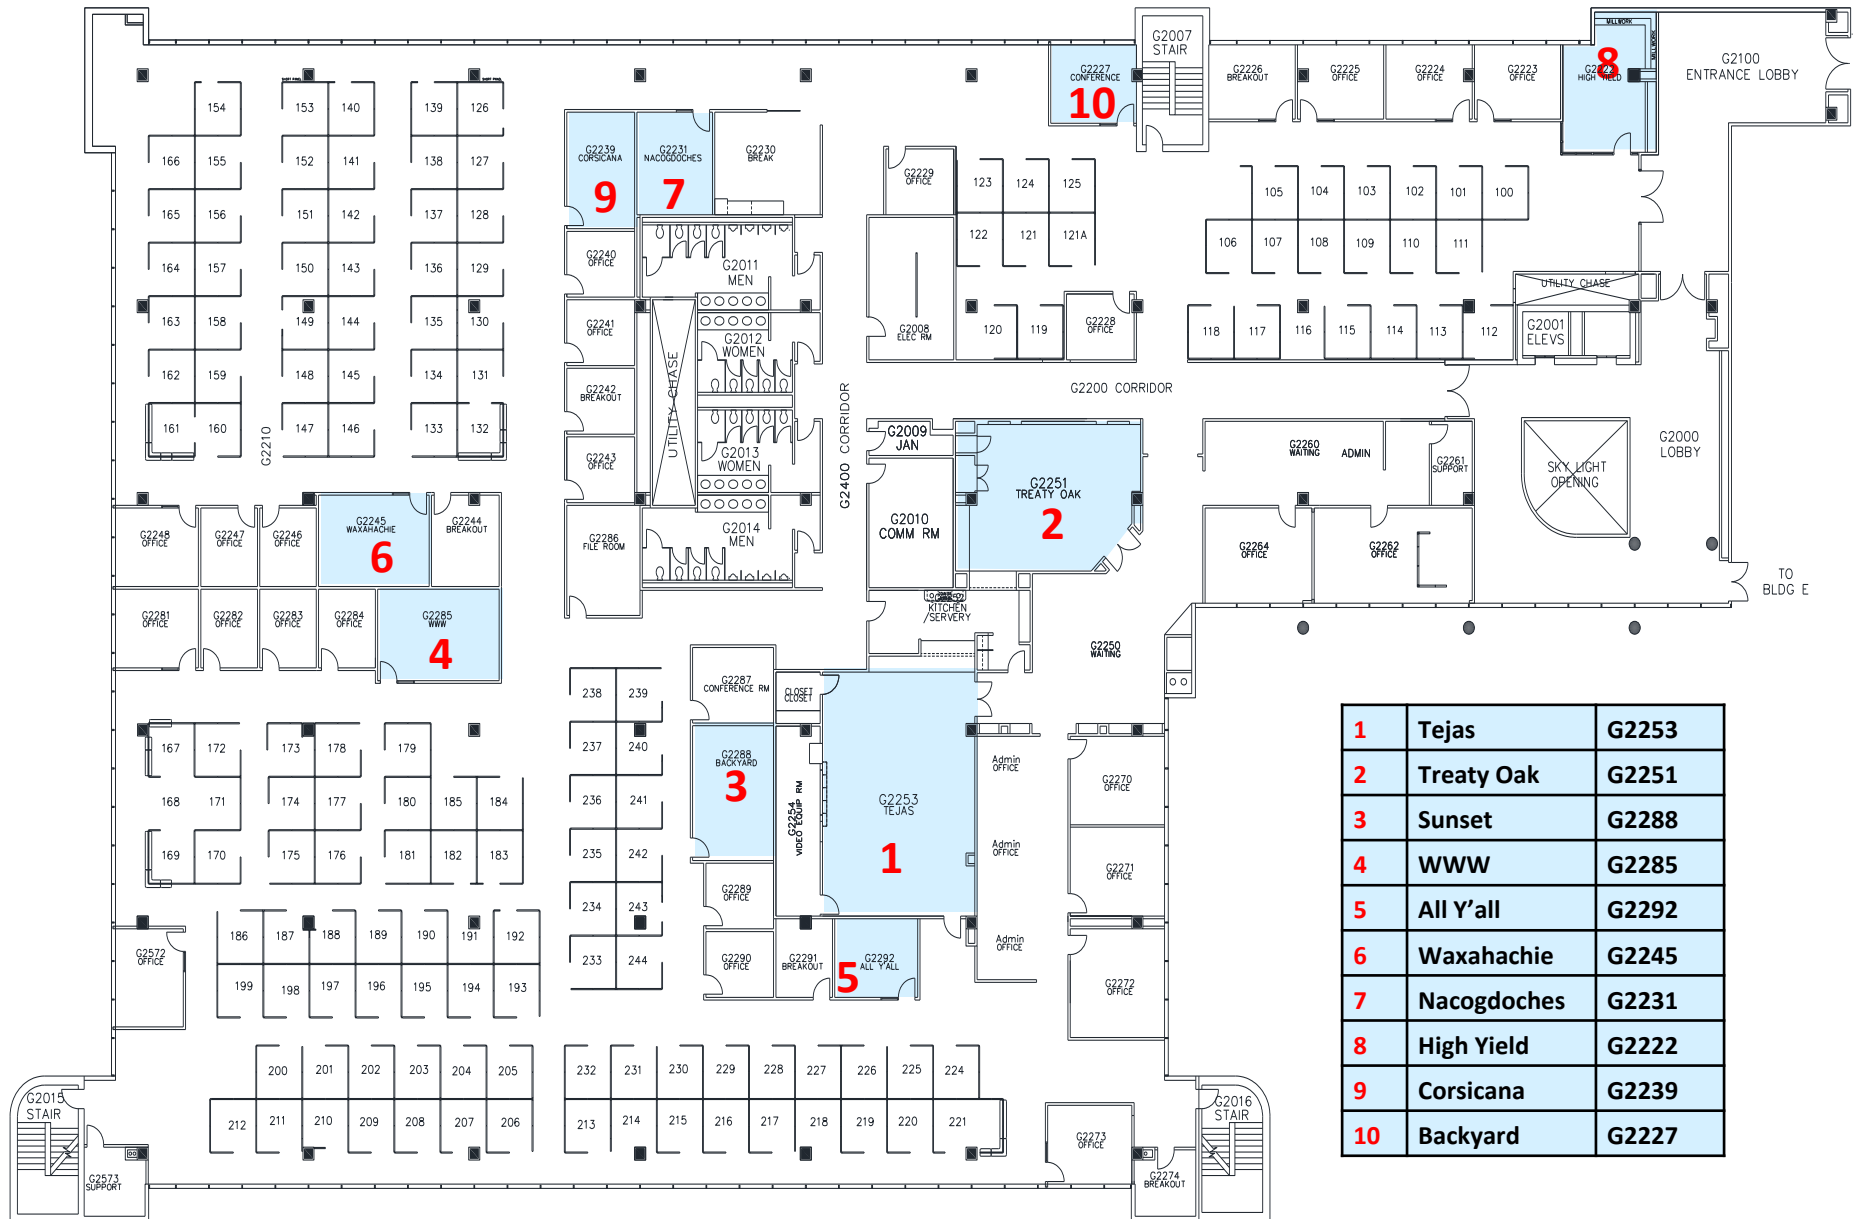 G2007
STAIR
MILLWORK
MILLWORK
G2100
ENTRANCE LOBBY
G2227
CONFERENCE
10
G2226
BREAKOUT
G2225
OFFICE
G2224
OFFICE
G2223
OFFICE
G2222
HIGH YIELD
8
154
153
140
139
126
166
155
152
141
138
127
165
156
151
142
137
128
164
157
150
143
136
129
163
158
149
144
135
130
162
159
148
145
134
131
161
160
147
146
133
132
G2210
G2239
CORSICANA
9
G2231
NACOGDOCHES
7
G2230
BREAK
G2229
OFFICE
123
124
125
122
121
121A
105
104
103
102
101
100
106
107
108
109
110
111
G2240
OFFICE
G2011
MEN
G2241
OFFICE
G2012
WOMEN
G2008
ELEC RM
120
119
G2228
OFFICE
118
117
116
115
114
113
112
UTILITY CHASE
G2001
ELEVS
UTILITY CHASE
G2242
BREAKOUT
G2400 CORRIDOR
G2200 CORRIDOR
G2243
OFFICE
G2013
WOMEN
G2009
JAN
G2251
TREATY OAK
2
G2260
WAITING
ADMIN
G2261
SUPPORT
SKY LIGHT
OPENING
G2000
LOBBY
G2248
OFFICE
G2247
OFFICE
G2246
OFFICE
G2245
WAXAHACHIE
6
G2244
BREAKOUT
G2286
FILE ROOM
G2014
MEN
G2010
COMM RM
G2264
OFFICE
G2262
OFFICE
TO
BLDG E
G2281
OFFICE
G2282
OFFICE
G2283
OFFICE
G2284
OFFICE
G2285
WWW
4
KITCHEN
/SERVERY
G2250
WAITING
238
239
237
240
236
241
235
242
234
243
233
244
G2287
CONFERENCE RM
CLOSET
CLOSET
G2288
BACKYARD
3
G2254
VIDEO EQUIP RM
G2253
TEJAS
1
Admin
OFFICE
Admin
OFFICE
Admin
OFFICE
G2270
OFFICE
G2271
OFFICE
G2272
OFFICE
G2289
OFFICE
G2290
OFFICE
G2291
BREAKOUT
G2292
ALL Y'ALL
5
167
172
173
178
179
168
171
174
177
180
185
184
169
170
175
176
181
182
183
G2572
OFFICE
186
187
188
189
190
191
192
199
198
197
196
195
194
193
200
201
202
203
204
205
212
211
210
209
208
207
206
232
231
230
229
228
227
226
225
224
213
214
215
216
217
218
219
220
221
G2015
STAIR
G2573
SUPPORT
G2273
OFFICE
G2274
BREAKOUT
G2016
STAIR
1 Tejas G2253
2 Treaty Oak G2251
3 Sunset G2288
4 WWW G2285
5 All Y’all G2292
6 Waxahachie G2245
7 Nacogdoches G2231
8 High Yield G2222
9 Corsicana G2239
10 Backyard G2227